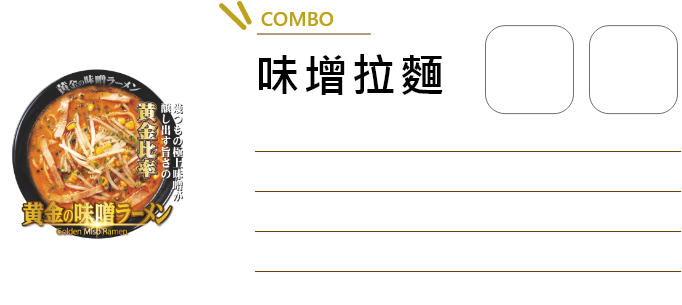 COMBO
味增拉麵
黄金の味噌ラーメン
幾つもの極上味噌が
醸し出す旨さの
黄金比率
黄金の味噌ラーメン
Golden Miso Ramen